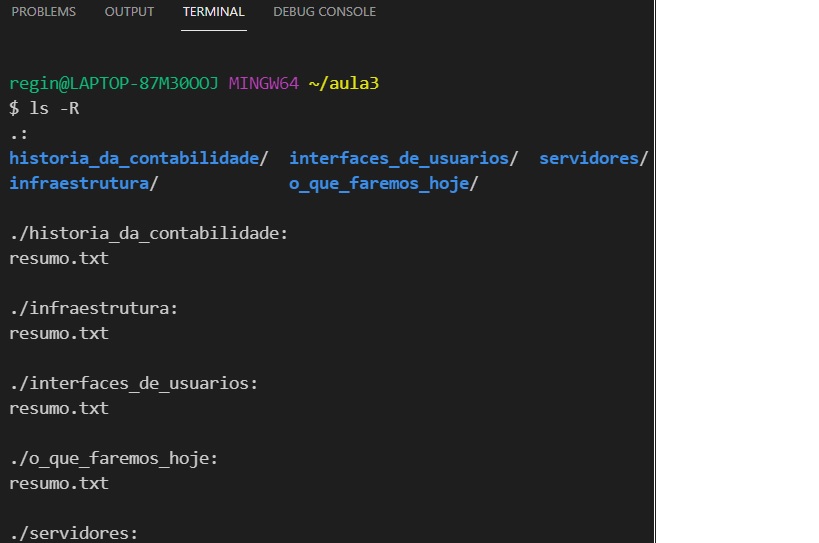 PROBLEMS OUTPUT TERMINAL DEBUG CONSOLE
regin@LAPTOP-87M30OOJ MINGW64 ~/aula3
$ ls -R
.:
historia_da_contabilidade/ interfaces_de_usuarios/ servidores/
infraestrutura/ o_que_faremos_hoje/
./historia_da_contabilidade:
resumo.txt
./infraestrutura:
resumo.txt
./interfaces_de_usuarios:
resumo.txt
./o_que_faremos_hoje:
resumo.txt
./servidores: